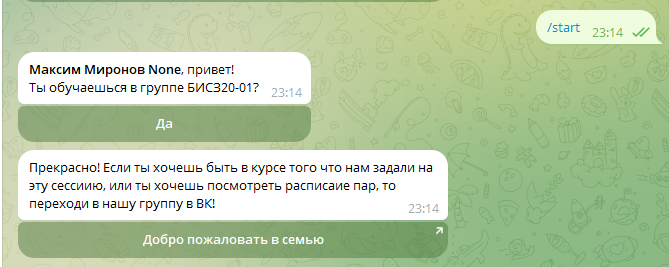 /start 23:14
Максим Миронов None, привет!
Ты обучаешься в группе БИСЗ20-01? 23:14
Да
Прекрасно! Если ты хочешь быть в курсе того что нам задали на
эту сессиию, или ты хочешь посмотреть расписаие пар, то
переходи в нашу группу в ВК! 23:14
Добро пожаловать в семью